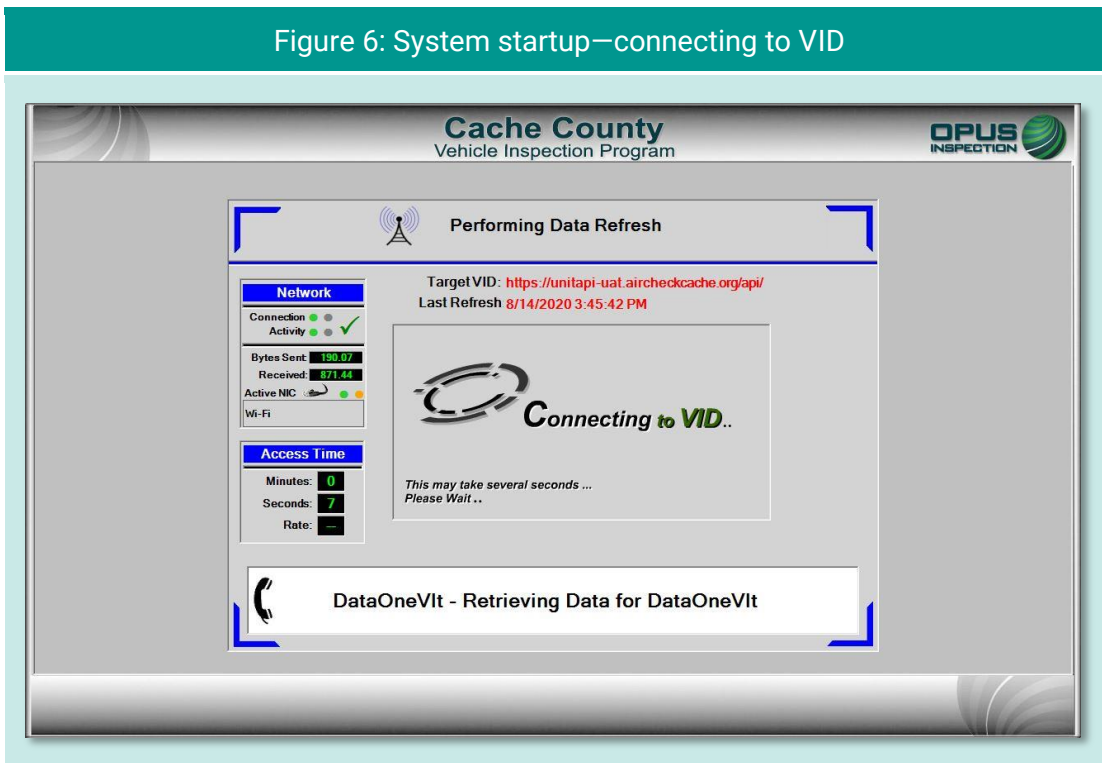 Figure 6: System startup—connecting to VID
Cache County
Vehicle Inspection Program
OPUS
INSPECTION
Performing Data Refresh
Target VID: https://unitapi-uat.aircheckcache.org/api/
Last Refresh 8/14/2020 3:45:42 PM
Network
Connection
Activity
Bytes Sent: 190.07
Received: 871.44
Active NIC
Wi-Fi
Connecting to VID..
This may take several seconds ...
Please Wait ..
Access Time
Minutes: 0
Seconds: 7
Rate: —
DataOneVlt - Retrieving Data for DataOneVlt